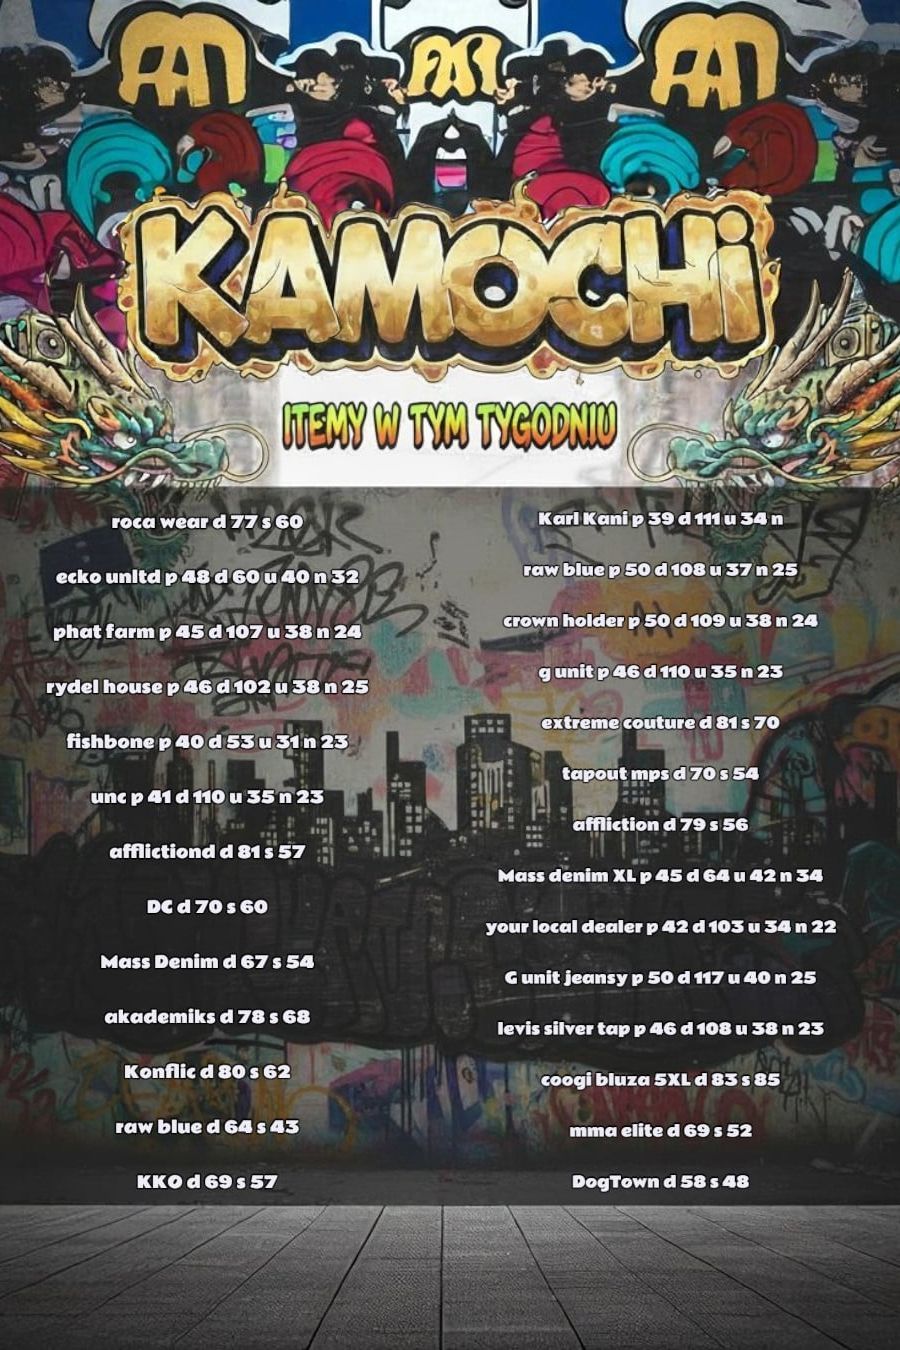 KAMOCHi
ITEMY W TYM TYGODNIU
roca wear d 77 s 60
ecko unltd p 48 d 60 u 40 n 32
phat farm p 45 d 107 u 38 n 24
rydel house p 46 d 102 u 38 n 25
fishbone p 40 d 53 u 31 n 23
unc p 41 d 110 u 35 n 23
afflictiond d 81 s 57
DC d 70 s 60
Mass Denim d 67 s 54
akademiks d 78 s 68
Konflic d 80 s 62
raw blue d 64 s 43
KKO d 69 s 57
Karl Kani p 39 d 111 u 34 n
raw blue p 50 d 108 u 37 n 25
crown holder p 50 d 109 u 38 n 24
g unit p 46 d 110 u 35 n 23
extreme couture d 81 s 70
tapout mps d 70 s 54
affliction d 79 s 56
Mass denim XL p 45 d 64 u 42 n 34
your local dealer p 42 d 103 u 34 n 22
G unit jeansy p 50 d 117 u 40 n 25
levis silver tap p 46 d 108 u 38 n 23
coogi bluza 5XL d 83 s 85
mma elite d 69 s 52
DogTown d 58 s 48